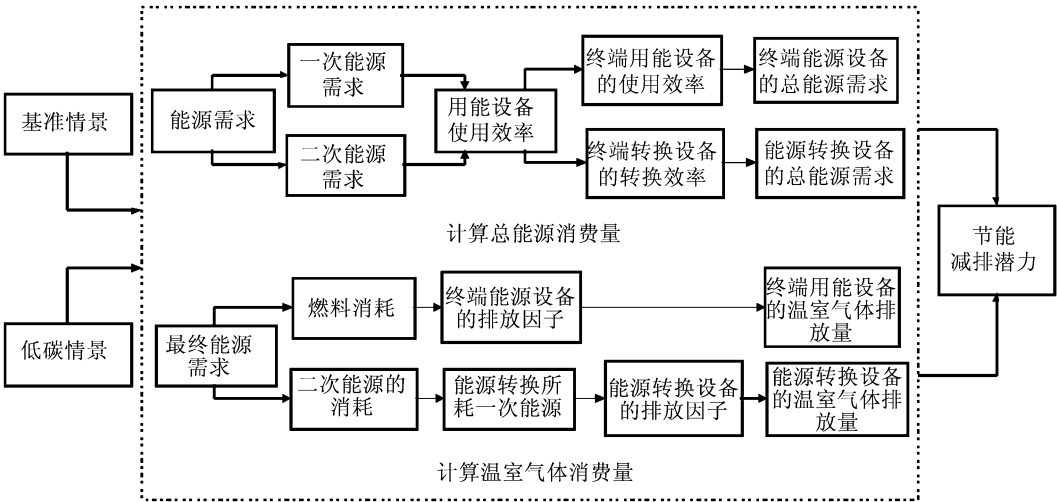 基准情景
低碳情景
能源需求
一次能源
需求
二次能源
需求
用能设备
使用效率
终端用能设备
的使用效率
终端能源设备
的总能源需求
终端转换设备
的转换效率
能源转换设备
的总能源需求
计算总能源消费量
最终能源
需求
燃料消耗
终端能源设备
的排放因子
终端用能设备
的温室气体排
放量
二次能源的
消耗
能源转换所
耗一次能源
能源转换设备
的排放因子
能源转换设备
的温室气体排
放量
计算温室气体消费量
节能
减排潜力